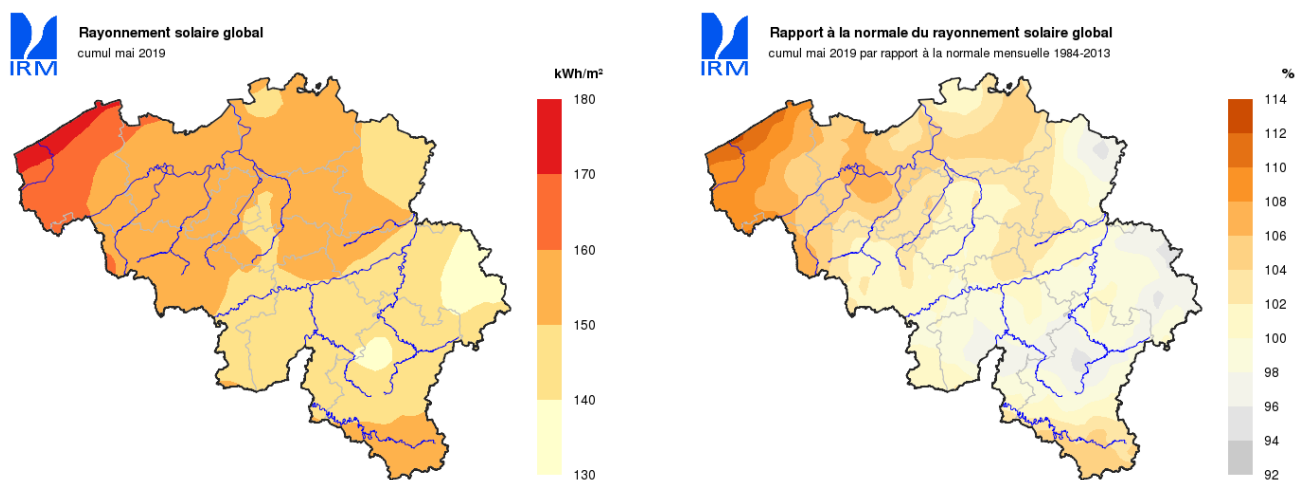 IRM
Rayonnement solaire global
cumul mai 2019
kWh/m²
180
170
160
150
140
130
IRM
Rapport à la normale du rayonnement solaire global
cumul mai 2019 par rapport à la normale mensuelle 1984-2013
%
114
112
110
108
106
104
102
100
98
96
94
92